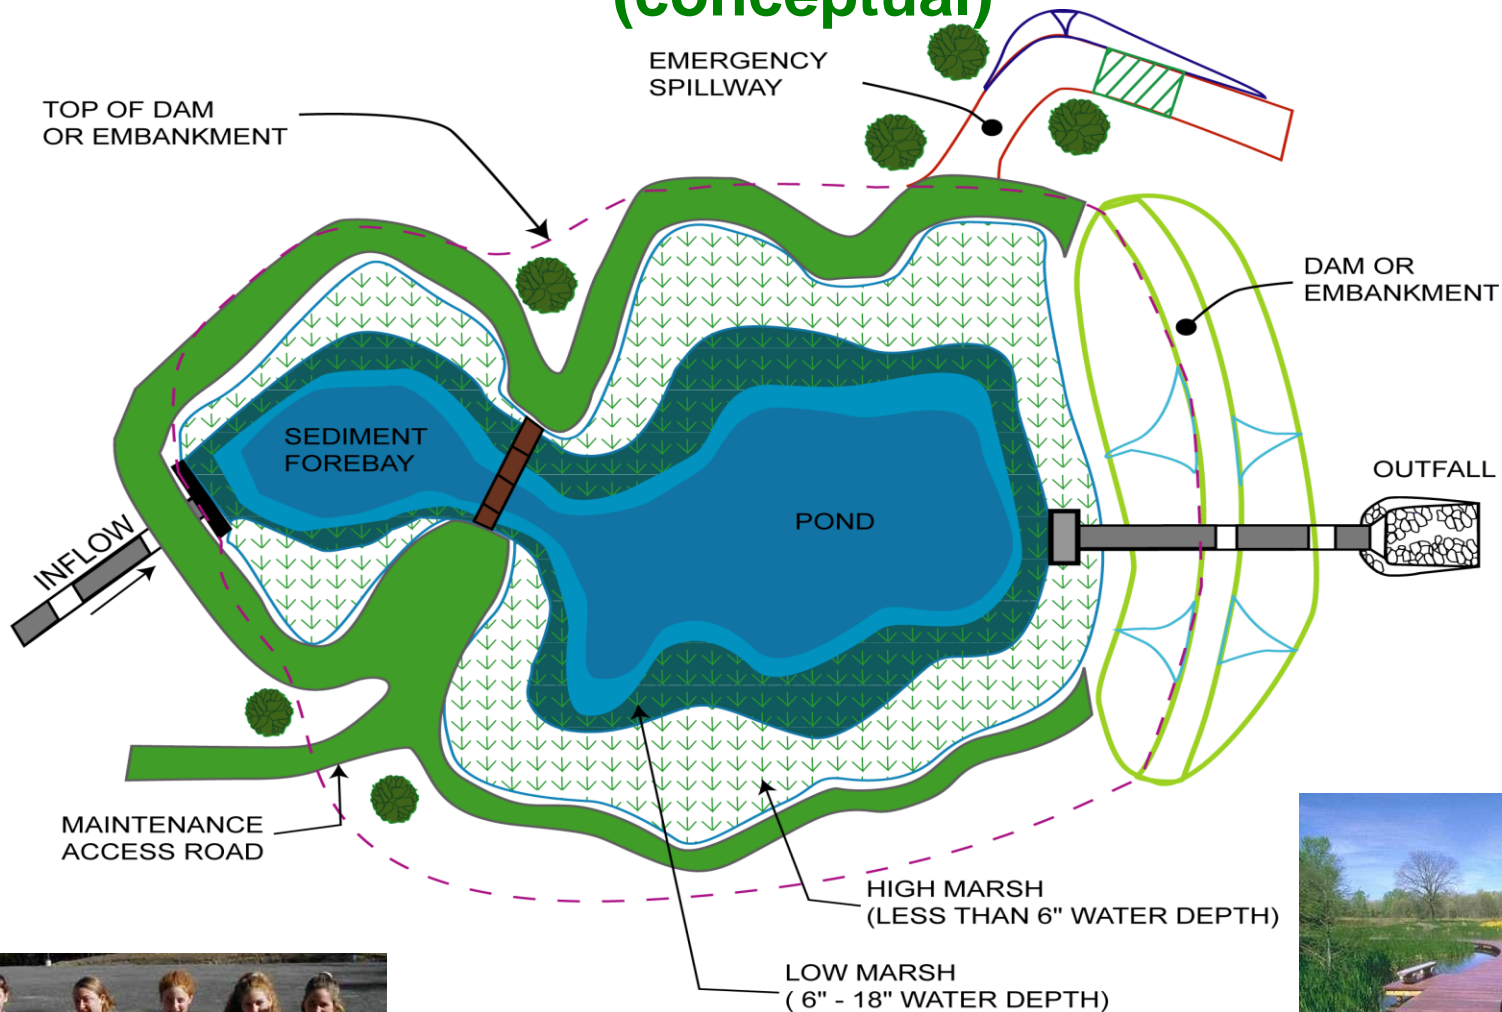 (conceptual)
EMERGENCY
SPILLWAY
TOP OF DAM
OR EMBANKMENT
DAM OR
EMBANKMENT
SEDIMENT
FOREBAY
OUTFALL
POND
INFLOW
MAINTENANCE
ACCESS ROAD
HIGH MARSH
(LESS THAN 6" WATER DEPTH)
LOW MARSH
( 6" - 18" WATER DEPTH)